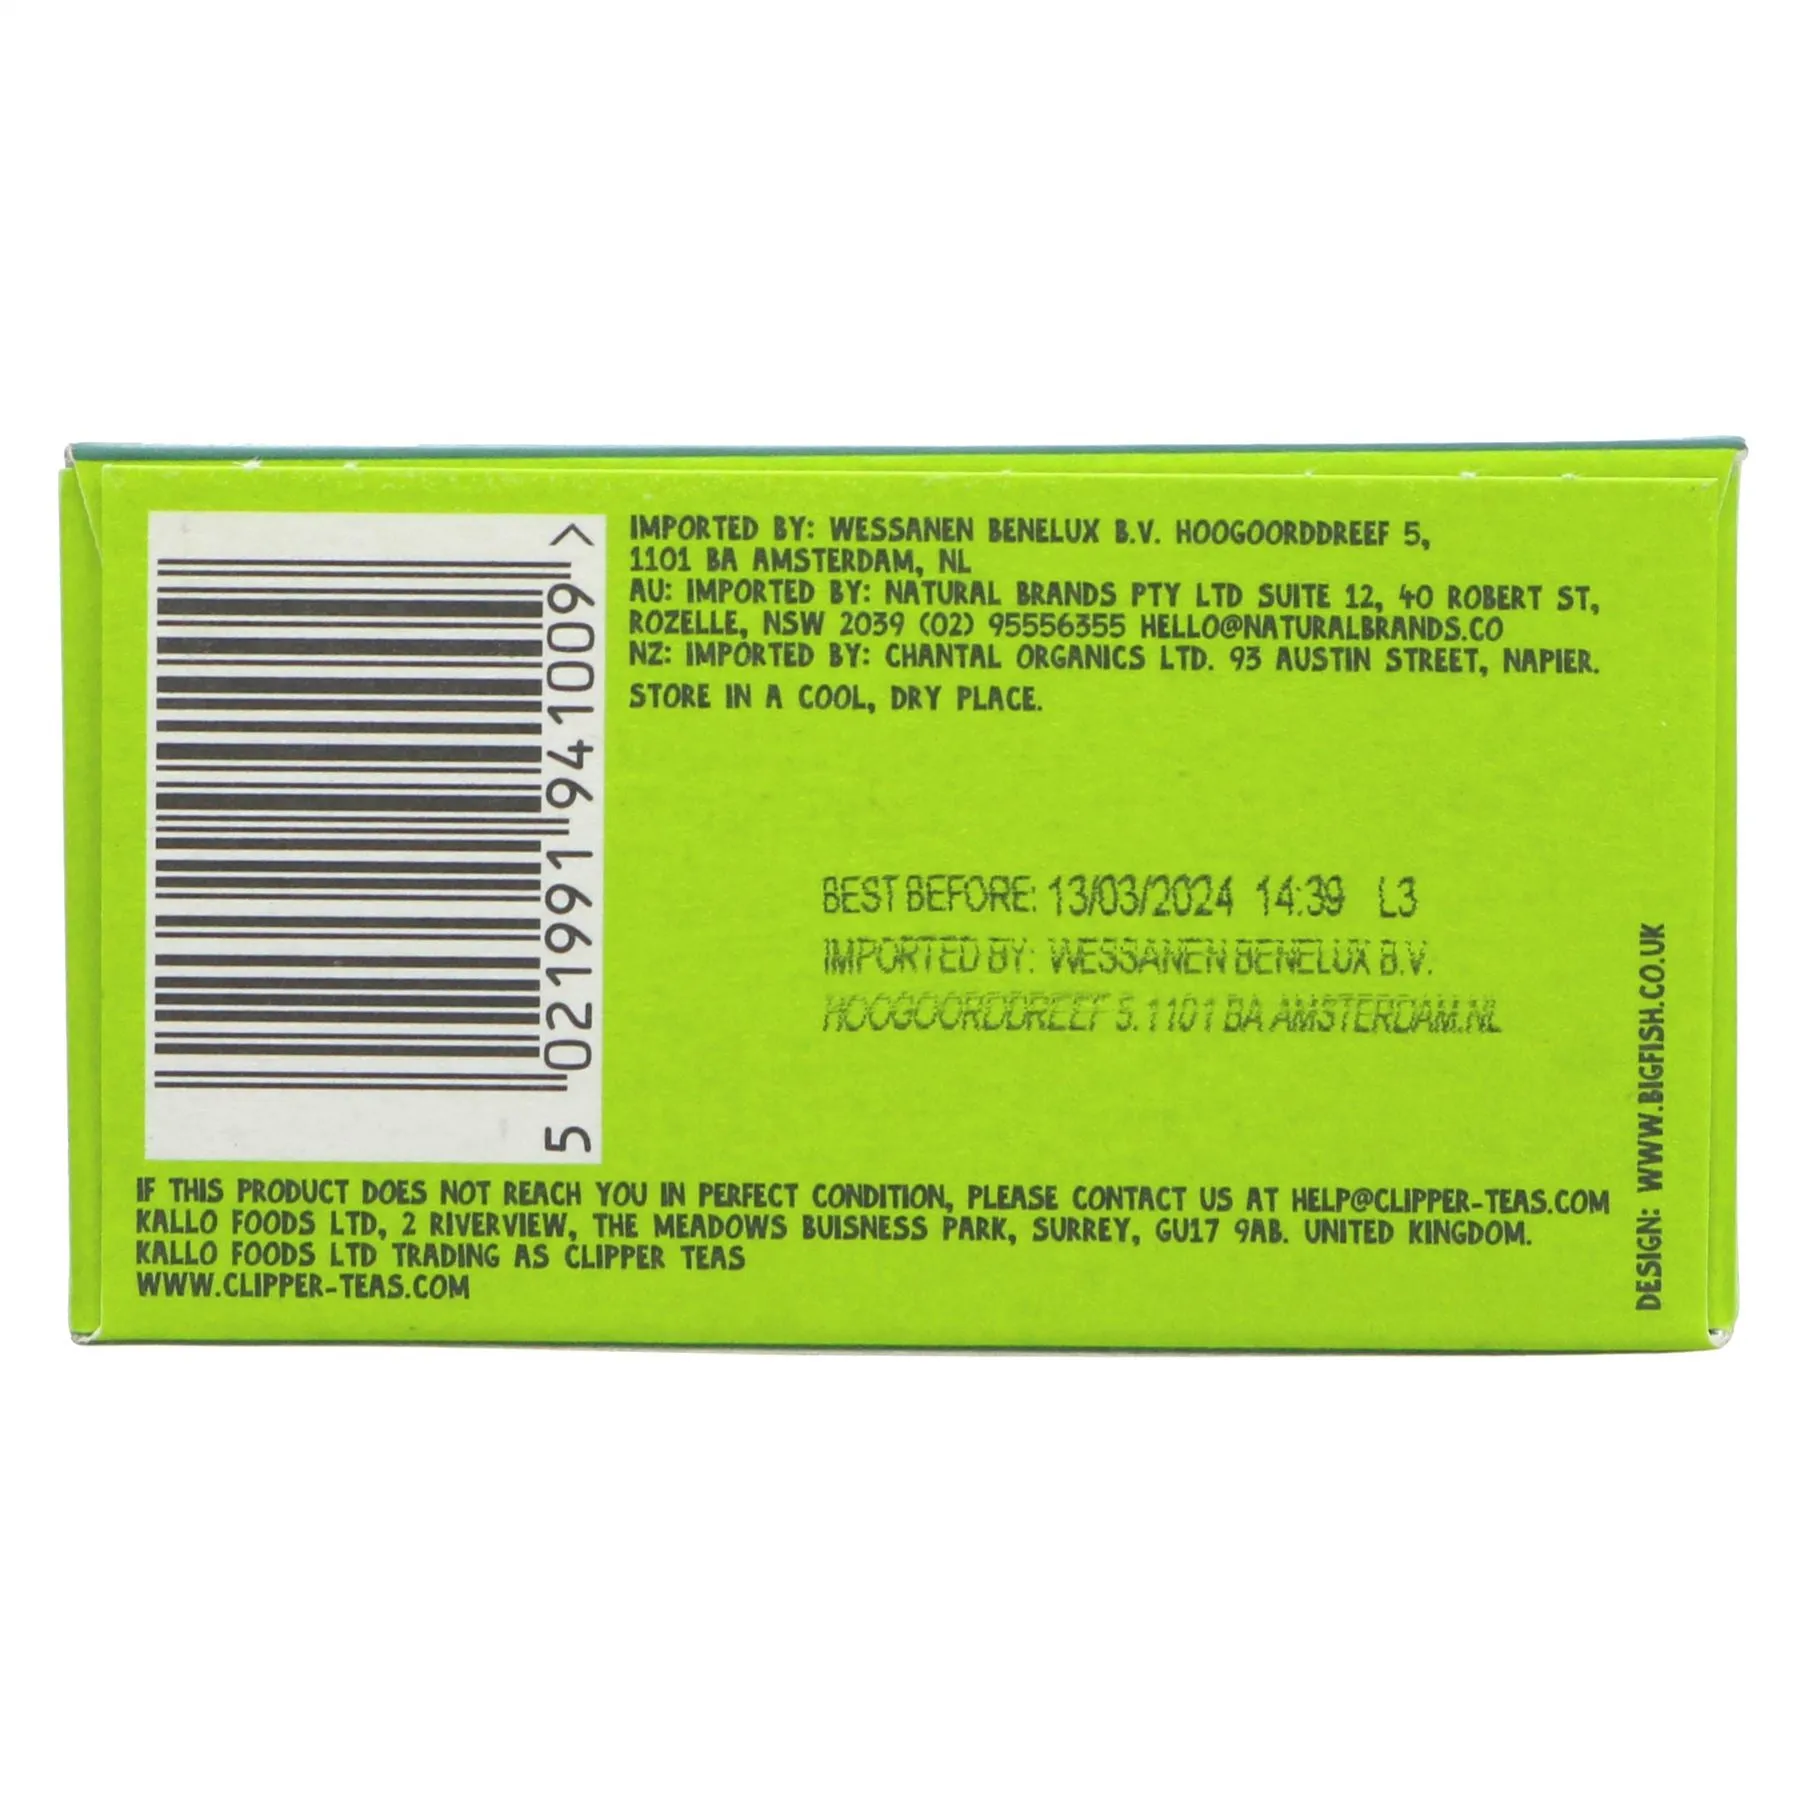 IMPORTED BY: WESSANEN BENELUX B.V. HOOGOORDDREEF 5,
1101 BA AMSTERDAM, NL
AU: IMPORTED BY: NATURAL BRANDS PTY LTD SUITE 12, 40 ROBERT ST,
ROZELLE, NSW 2039 (02) 95556355 HELLO@NATURALBRANDS.CO
NZ: IMPORTED BY: CHANTAL ORGANICS LTD. 93 AUSTIN STREET, NAPIER.
STORE IN A COOL, DRY PLACE.
5 021991 941009 >
BEST BEFORE: 13/03/2024 14:39 L3
IMPORTED BY: WESSANEN BENELUX B.V.
HOOGOORDDREEF 5. 1101 BA AMSTERDAM.NL
IF THIS PRODUCT DOES NOT REACH YOU IN PERFECT CONDITION, PLEASE CONTACT US AT HELP@CLIPPER-TEAS.COM
KALLO FOODS LTD, 2 RIVERVIEW, THE MEADOWS BUISNESS PARK, SURREY, GU17 9AB. UNITED KINGDOM.
KALLO FOODS LTD TRADING AS CLIPPER TEAS
WWW.CLIPPER-TEAS.COM
DESIGN: WWW.BIGFISH.CO.UK